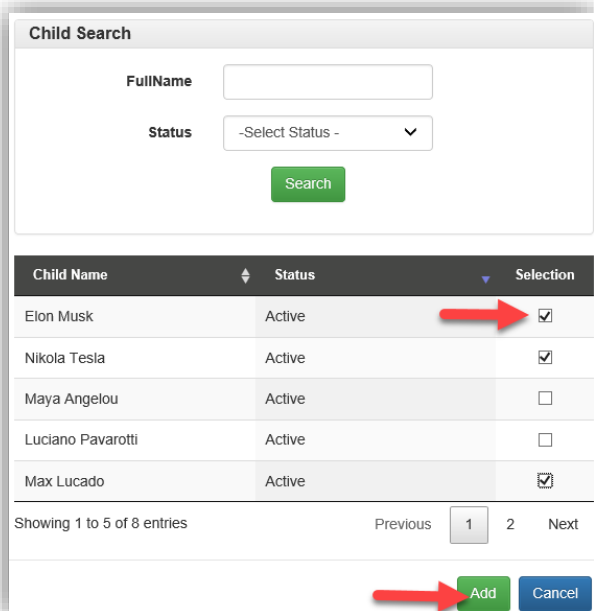 Child Search
FullName
Status -Select Status -
Search
Child Name Status Selection
Elon Musk Active
Nikola Tesla Active
Maya Angelou Active
Luciano Pavarotti Active
Max Lucado Active
Showing 1 to 5 of 8 entries Previous 1 2 Next
Add Cancel